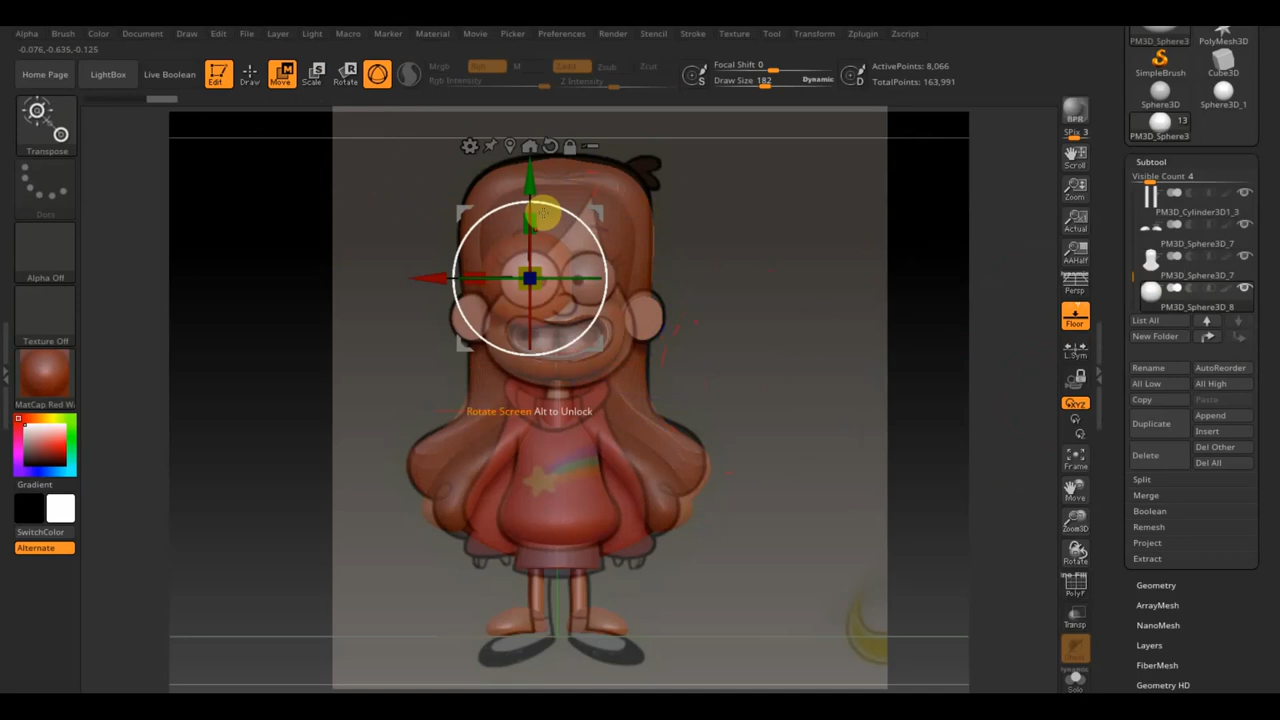 Alpha Brush Color Document Draw Edit File Layer Light Macro Marker Material Movie Picker Preferences Render Stencil Stroke Texture Tool Transform Zplugin Zscript
-0.076,-0.635,-0.125
Home Page LightBox Live Boolean Edit Draw Move Scale Rotate
Mrgb Rgb M Zadd Zsub Zcut
Rgb Intensity Z Intensity
Focal Shift 0
Draw Size 182 Dynamic
ActivePoints: 8,066
TotalPoints: 163,991
Transpose
Dots
Alpha Off
Texture Off
MatCap Red Wa
Gradient
SwitchColor
Alternate
Rotate Screen Alt to Unlock
BPR
SPix 3
Scroll
Zoom
Actual
AAHalf
Dynamic
Persp
Floor
L.Sym
XYZ
Frame
Move
Zoom3D
Rotate
PolyF
Transp
Dynamic
Solo
PM3D_Sphere3 PolyMesh3D
SimpleBrush Cube3D
Sphere3D Sphere3D_1
13
PM3D_Sphere3
Subtool
Visible Count 4
PM3D_Cylinder3D1_3
PM3D_Sphere3D_7
PM3D_Sphere3D_7
PM3D_Sphere3D_8
List All
New Folder
Rename AutoReorder
All Low All High
Copy Paste
Duplicate Append
Insert
Delete Del Other
Del All
Split
Merge
Boolean
Remesh
Project
Extract
Geometry
ArrayMesh
NanoMesh
Layers
FiberMesh
Geometry HD